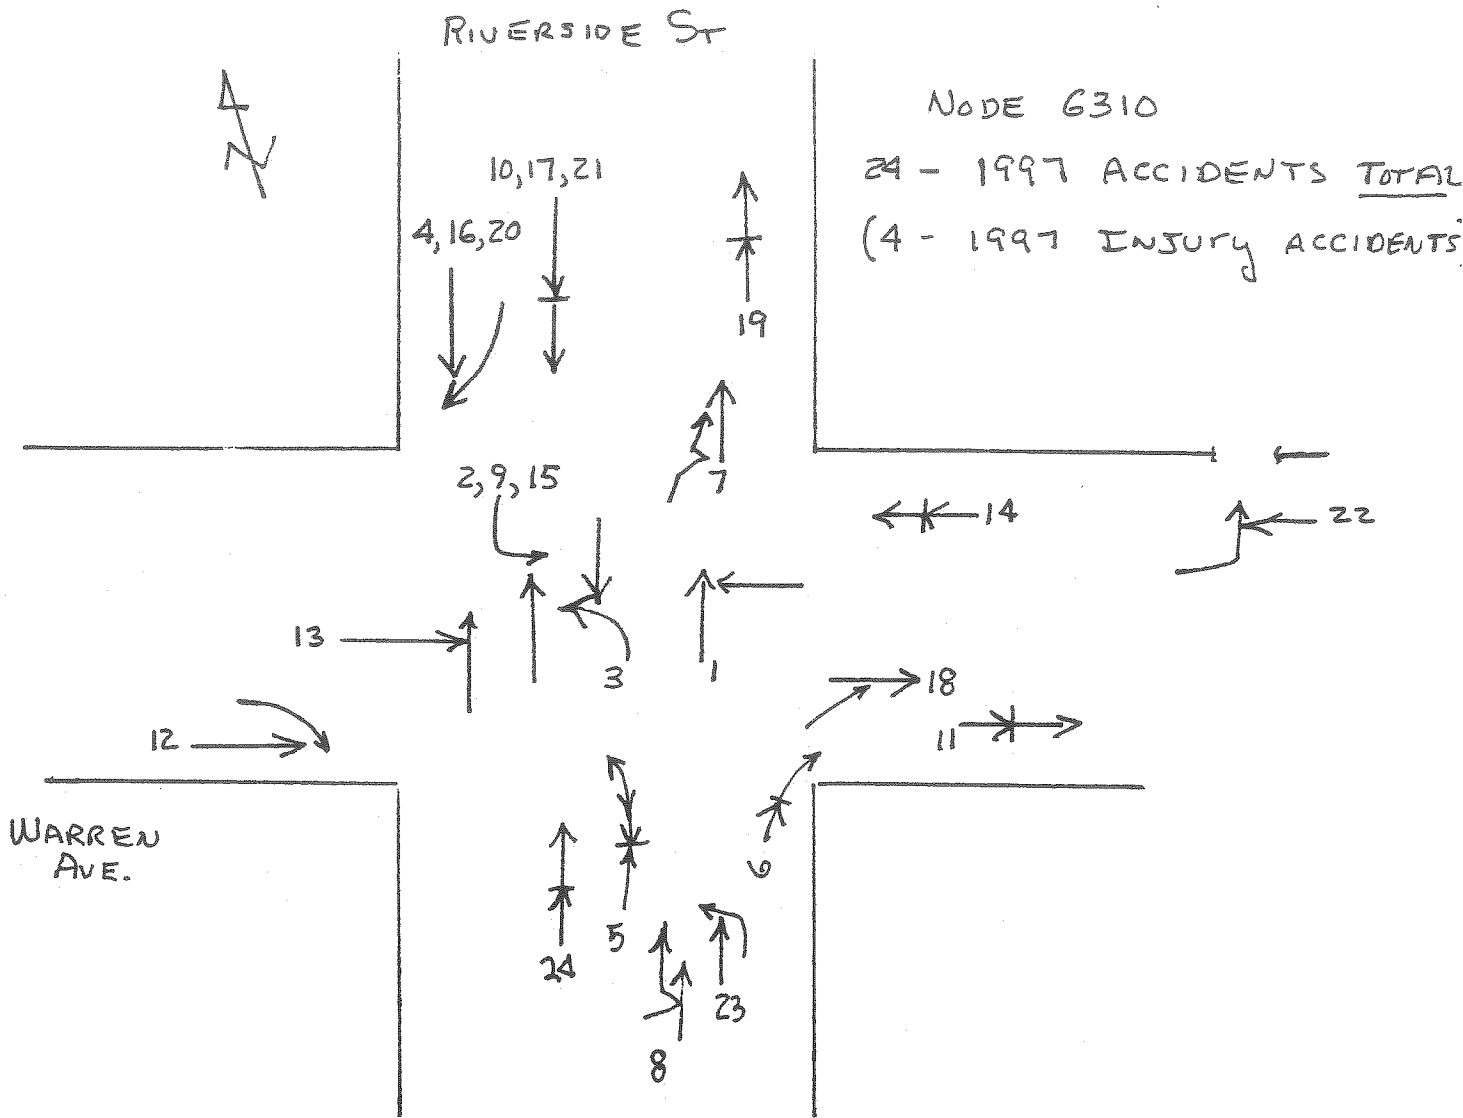 RIVERSIDE ST
N
NODE 6310
24 - 1997 ACCIDENTS TOTAL
(4 - 1997 INJURY ACCIDENTS)
10,17,21
4,16,20
19
2,9,15
7
14
22
13
3
1
18
12
11
WARREN
AVE.
6
5
24
23
8